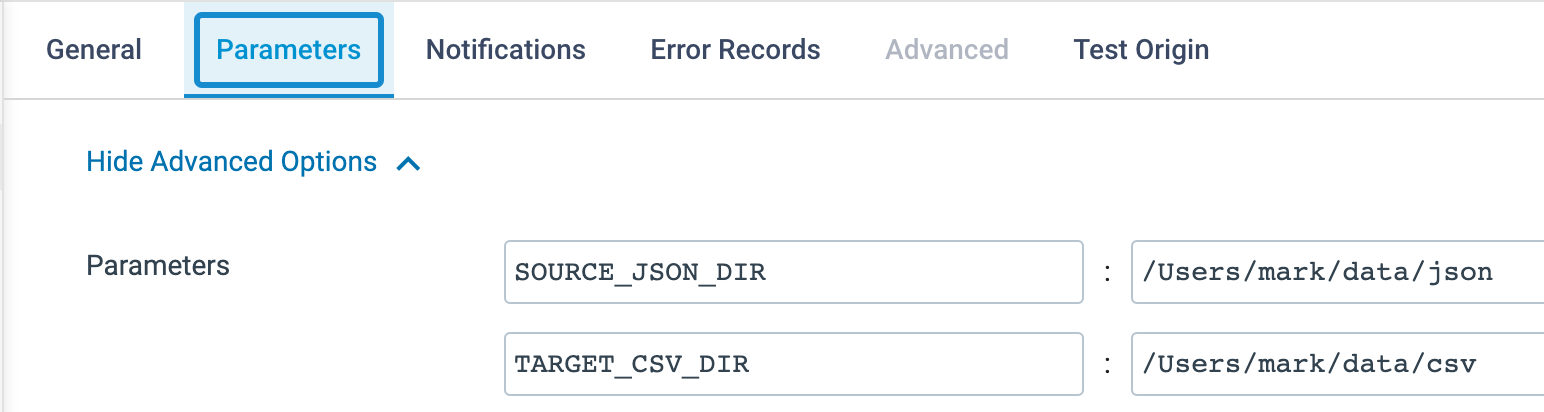 General Parameters Notifications Error Records Advanced Test Origin
Hide Advanced Options
Parameters SOURCE_JSON_DIR : /Users/mark/data/json
TARGET_CSV_DIR : /Users/mark/data/csv